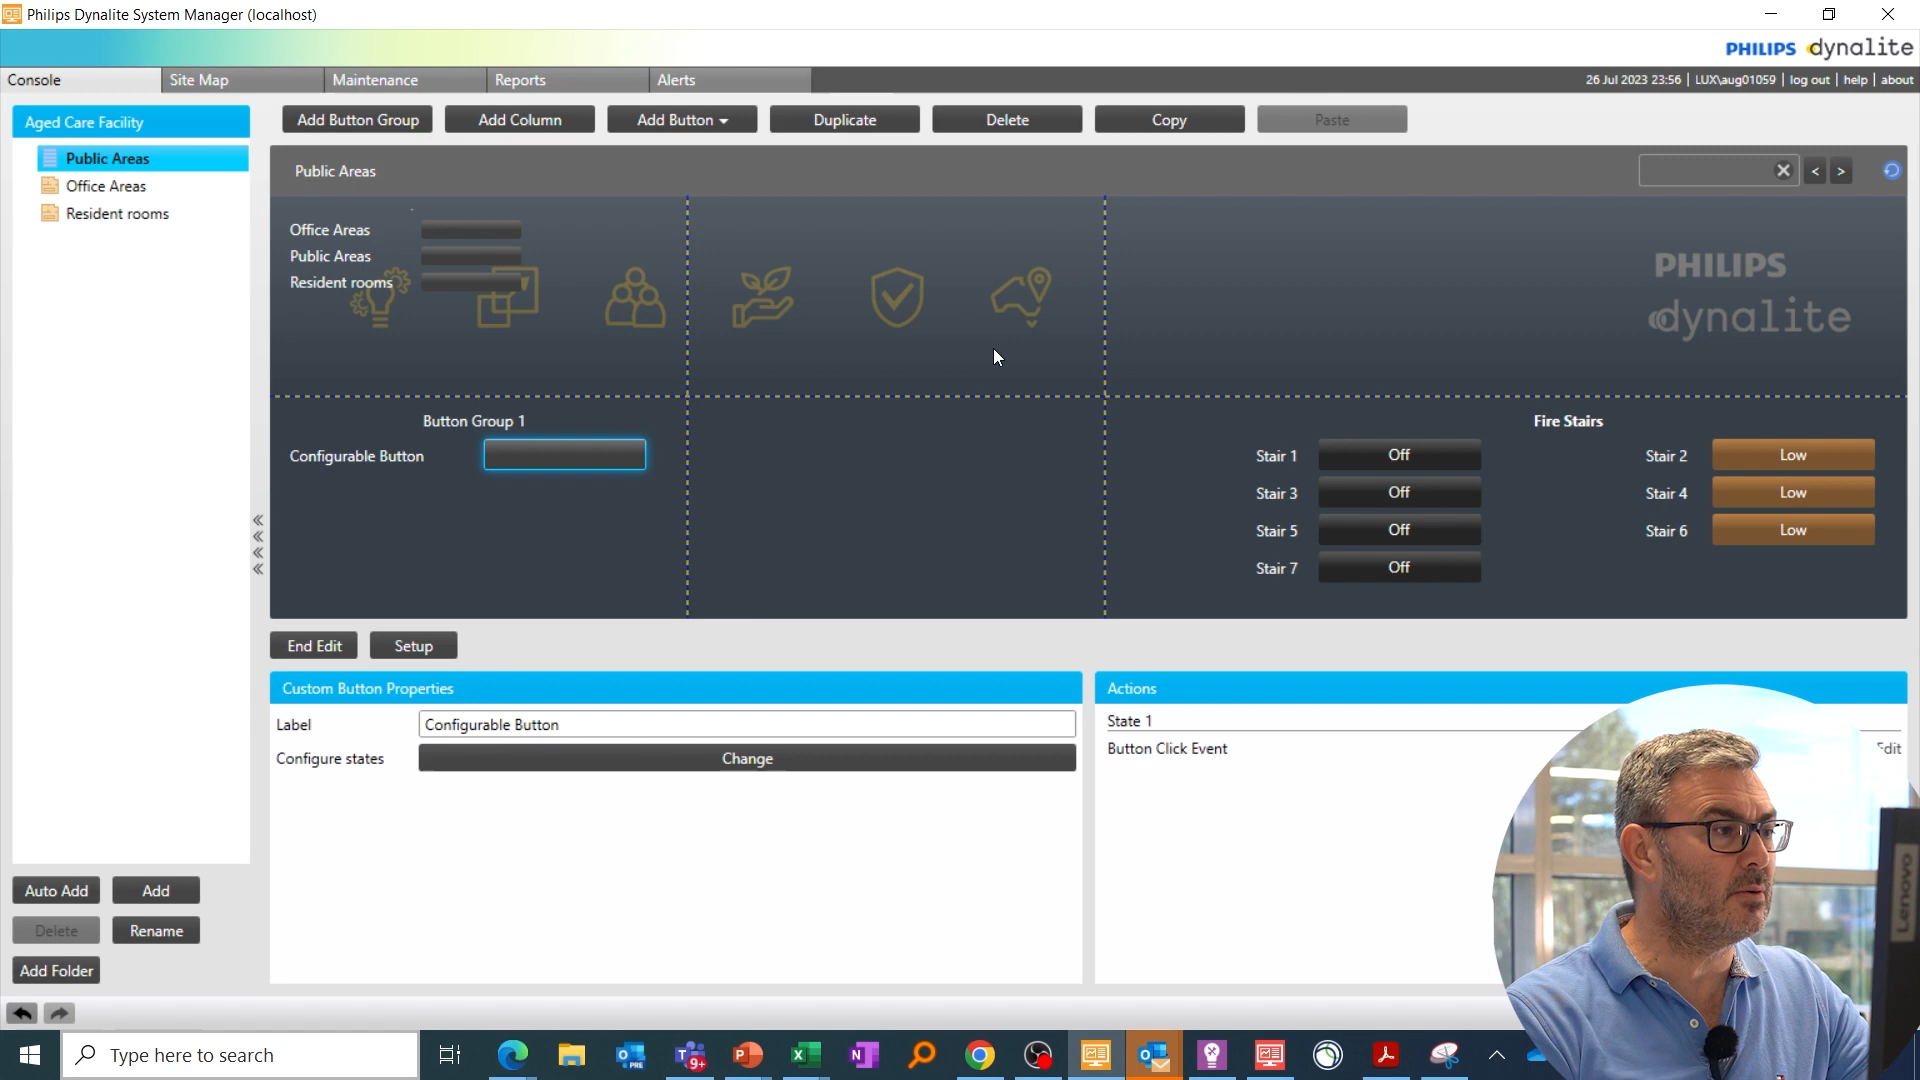 Philips Dynalite System Manager (localhost)
PHILIPS dynalite
Console Site Map Maintenance Reports Alerts
26 Jul 2023 23:56 | LUX\aug01059 | log out | help | about
Aged Care Facility
Public Areas
Office Areas
Resident rooms
Add Button Group Add Column Add Button Duplicate Delete Copy Paste
Public Areas
< >
Office Areas
Public Areas
Resident rooms
PHILIPS
dynalite
Button Group 1
Configurable Button
Fire Stairs
Stair 1 Off Stair 2 Low
Stair 3 Off Stair 4 Low
Stair 5 Off Stair 6 Low
Stair 7 Off
End Edit Setup
Custom Button Properties
Label Configurable Button
Configure states Change
Actions
State 1
Button Click Event Edit
Auto Add Add
Delete Rename
Add Folder
Lenovo
Type here to search
PRE
9+